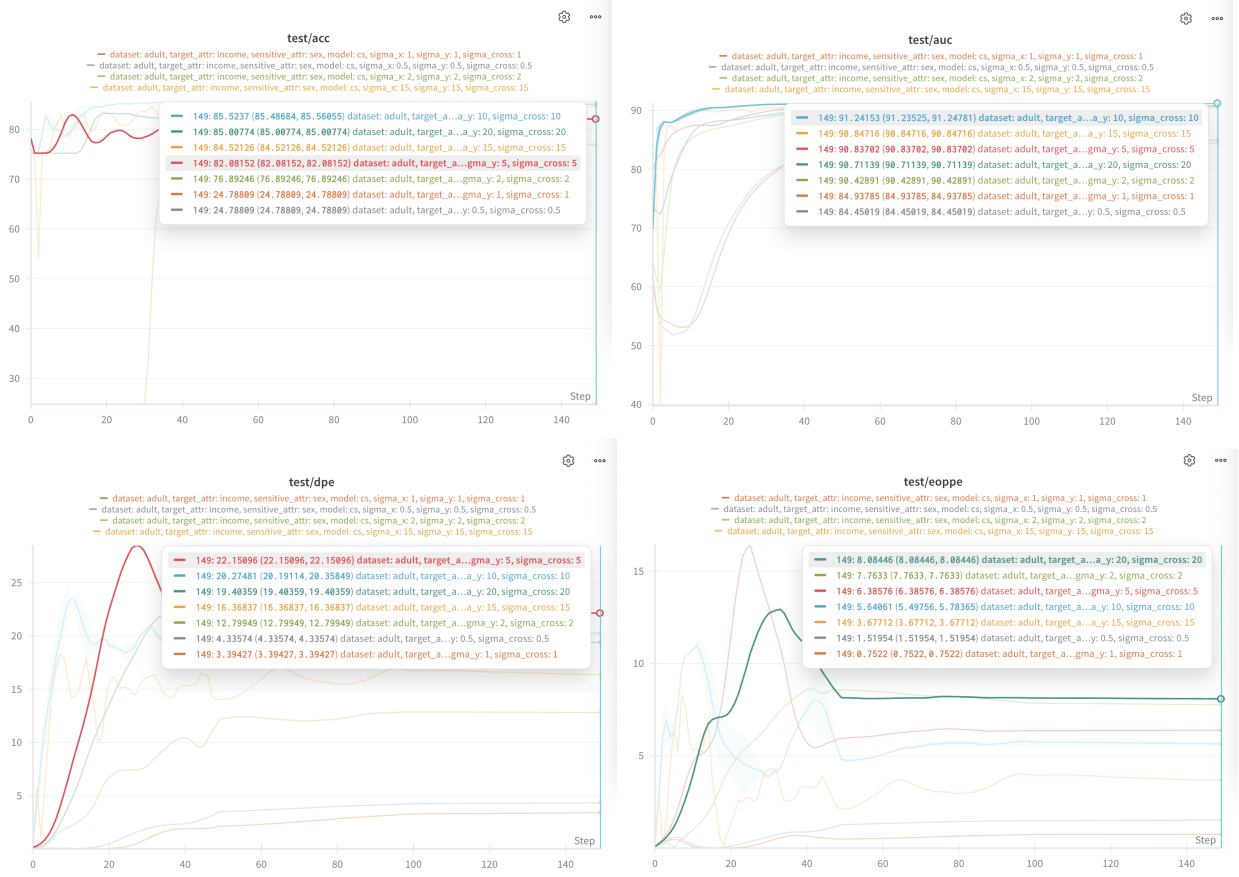 test/acc
dataset: adult, target_attr: income, sensitive_attr: sex, model: cs, sigma_x: 1, sigma_y: 1, sigma_cross: 1
dataset: adult, target_attr: income, sensitive_attr: sex, model: cs, sigma_x: 0.5, sigma_y: 0.5, sigma_cross: 0.5
dataset: adult, target_attr: income, sensitive_attr: sex, model: cs, sigma_x: 2, sigma_y: 2, sigma_cross: 2
dataset: adult, target_attr: income, sensitive_attr: sex, model: cs, sigma_x: 15, sigma_y: 15, sigma_cross: 15
149: 85.5237 (85.48684, 85.56055) dataset: adult, target_a...a_y: 10, sigma_cross: 10
149: 85.00774 (85.00774, 85.00774) dataset: adult, target_a...a_y: 20, sigma_cross: 20
149: 84.52126 (84.52126, 84.52126) dataset: adult, target_a...a_y: 15, sigma_cross: 15
149: 82.08152 (82.08152, 82.08152) dataset: adult, target_a...gma_y: 5, sigma_cross: 5
149: 76.89246 (76.89246, 76.89246) dataset: adult, target_a...gma_y: 2, sigma_cross: 2
149: 24.78809 (24.78809, 24.78809) dataset: adult, target_a...gma_y: 1, sigma_cross: 1
149: 24.78809 (24.78809, 24.78809) dataset: adult, target_a...y: 0.5, sigma_cross: 0.5
80
70
60
50
40
30
Step
0 20 40 60 80 100 120 140
test/auc
dataset: adult, target_attr: income, sensitive_attr: sex, model: cs, sigma_x: 1, sigma_y: 1, sigma_cross: 1
dataset: adult, target_attr: income, sensitive_attr: sex, model: cs, sigma_x: 0.5, sigma_y: 0.5, sigma_cross: 0.5
dataset: adult, target_attr: income, sensitive_attr: sex, model: cs, sigma_x: 2, sigma_y: 2, sigma_cross: 2
dataset: adult, target_attr: income, sensitive_attr: sex, model: cs, sigma_x: 15, sigma_y: 15, sigma_cross: 15
149: 91.24153 (91.23525, 91.24781) dataset: adult, target_a...a_y: 10, sigma_cross: 10
149: 90.84716 (90.84716, 90.84716) dataset: adult, target_a...a_y: 15, sigma_cross: 15
149: 90.83702 (90.83702, 90.83702) dataset: adult, target_a...gma_y: 5, sigma_cross: 5
149: 90.71139 (90.71139, 90.71139) dataset: adult, target_a...a_y: 20, sigma_cross: 20
149: 90.42891 (90.42891, 90.42891) dataset: adult, target_a...gma_y: 2, sigma_cross: 2
149: 84.93785 (84.93785, 84.93785) dataset: adult, target_a...gma_y: 1, sigma_cross: 1
149: 84.45019 (84.45019, 84.45019) dataset: adult, target_a...y: 0.5, sigma_cross: 0.5
90
80
70
60
50
40
Step
0 20 40 60 80 100 120 140
test/dpe
dataset: adult, target_attr: income, sensitive_attr: sex, model: cs, sigma_x: 1, sigma_y: 1, sigma_cross: 1
dataset: adult, target_attr: income, sensitive_attr: sex, model: cs, sigma_x: 0.5, sigma_y: 0.5, sigma_cross: 0.5
dataset: adult, target_attr: income, sensitive_attr: sex, model: cs, sigma_x: 2, sigma_y: 2, sigma_cross: 2
dataset: adult, target_attr: income, sensitive_attr: sex, model: cs, sigma_x: 15, sigma_y: 15, sigma_cross: 15
149: 22.15096 (22.15096, 22.15096) dataset: adult, target_a...gma_y: 5, sigma_cross: 5
149: 20.27481 (20.19114, 20.35849) dataset: adult, target_a...a_y: 10, sigma_cross: 10
149: 19.40359 (19.40359, 19.40359) dataset: adult, target_a...a_y: 20, sigma_cross: 20
149: 16.36837 (16.36837, 16.36837) dataset: adult, target_a...a_y: 15, sigma_cross: 15
149: 12.79949 (12.79949, 12.79949) dataset: adult, target_a...gma_y: 2, sigma_cross: 2
149: 4.33574 (4.33574, 4.33574) dataset: adult, target_a...y: 0.5, sigma_cross: 0.5
149: 3.39427 (3.39427, 3.39427) dataset: adult, target_a...gma_y: 1, sigma_cross: 1
25
20
15
10
5
Step
0 20 40 60 80 100 120 140
test/eoppe
dataset: adult, target_attr: income, sensitive_attr: sex, model: cs, sigma_x: 1, sigma_y: 1, sigma_cross: 1
dataset: adult, target_attr: income, sensitive_attr: sex, model: cs, sigma_x: 0.5, sigma_y: 0.5, sigma_cross: 0.5
dataset: adult, target_attr: income, sensitive_attr: sex, model: cs, sigma_x: 2, sigma_y: 2, sigma_cross: 2
dataset: adult, target_attr: income, sensitive_attr: sex, model: cs, sigma_x: 15, sigma_y: 15, sigma_cross: 15
149: 8.08446 (8.08446, 8.08446) dataset: adult, target_a...a_y: 20, sigma_cross: 20
149: 7.7633 (7.7633, 7.7633) dataset: adult, target_a...gma_y: 2, sigma_cross: 2
149: 6.38576 (6.38576, 6.38576) dataset: adult, target_a...gma_y: 5, sigma_cross: 5
149: 5.64061 (5.49756, 5.78365) dataset: adult, target_a...a_y: 10, sigma_cross: 10
149: 3.67712 (3.67712, 3.67712) dataset: adult, target_a...a_y: 15, sigma_cross: 15
149: 1.51954 (1.51954, 1.51954) dataset: adult, target_a...y: 0.5, sigma_cross: 0.5
149: 0.7522 (0.7522, 0.7522) dataset: adult, target_a...gma_y: 1, sigma_cross: 1
15
10
5
Step
0 20 40 60 80 100 120 140